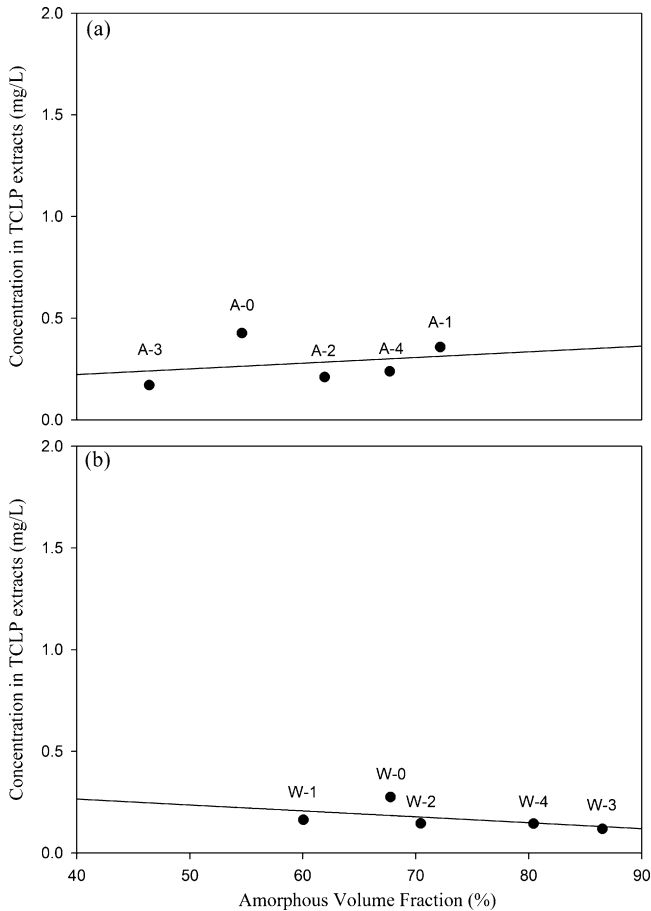 (a)
Concentration in TCLP extracts (mg/L)
2.0
1.5
1.0
0.5
0.0
A-3
A-0
A-2
A-4
A-1
(b)
Concentration in TCLP extracts (mg/L)
2.0
1.5
1.0
0.5
0.0
W-1
W-0
W-2
W-4
W-3
40 50 60 70 80 90
Amorphous Volume Fraction (%)